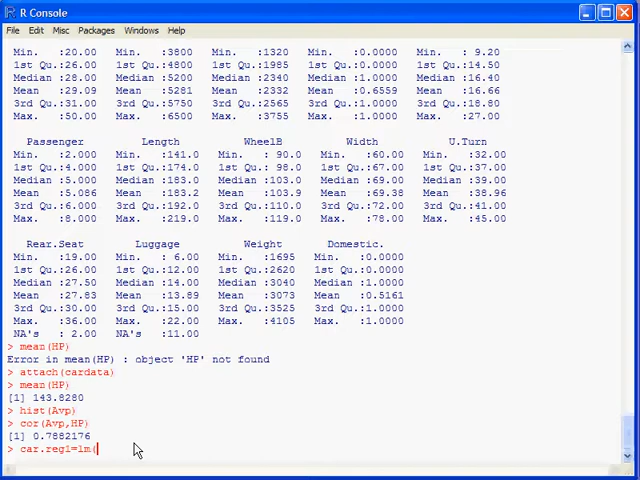 R Console
File Edit Misc Packages Windows Help
Min. :20.00 Min. :3800 Min. :1320 Min. :0.0000 Min. : 9.20
1st Qu.:26.00 1st Qu.:4800 1st Qu.:1985 1st Qu.:0.0000 1st Qu.:14.50
Median :28.00 Median :5200 Median :2340 Median :1.0000 Median :16.40
Mean :29.09 Mean :5281 Mean :2332 Mean :0.6559 Mean :16.66
3rd Qu.:31.00 3rd Qu.:5750 3rd Qu.:2565 3rd Qu.:1.0000 3rd Qu.:18.80
Max. :50.00 Max. :6500 Max. :3755 Max. :1.0000 Max. :27.00
Passenger Length WheelB Width U.Turn
Min. :2.000 Min. :141.0 Min. : 90.0 Min. :60.00 Min. :32.00
1st Qu.:4.000 1st Qu.:174.0 1st Qu.: 98.0 1st Qu.:67.00 1st Qu.:37.00
Median :5.000 Median :183.0 Median :103.0 Median :69.00 Median :39.00
Mean :5.086 Mean :183.2 Mean :103.9 Mean :69.38 Mean :38.96
3rd Qu.:6.000 3rd Qu.:192.0 3rd Qu.:110.0 3rd Qu.:72.00 3rd Qu.:41.00
Max. :8.000 Max. :219.0 Max. :119.0 Max. :78.00 Max. :45.00
Rear.Seat Luggage Weight Domestic.
Min. :19.00 Min. : 6.00 Min. :1695 Min. :0.0000
1st Qu.:26.00 1st Qu.:12.00 1st Qu.:2620 1st Qu.:0.0000
Median :27.50 Median :14.00 Median :3040 Median :1.0000
Mean :27.83 Mean :13.89 Mean :3073 Mean :0.5161
3rd Qu.:30.00 3rd Qu.:15.00 3rd Qu.:3525 3rd Qu.:1.0000
Max. :36.00 Max. :22.00 Max. :4105 Max. :1.0000
NA's : 2.00 NA's :11.00
> mean(HP)
Error in mean(HP) : object 'HP' not found
> attach(cardata)
> mean(HP)
[1] 143.8280
> hist(Avp)
> cor(Avp,HP)
[1] 0.7882176
> car.reg1=lm(